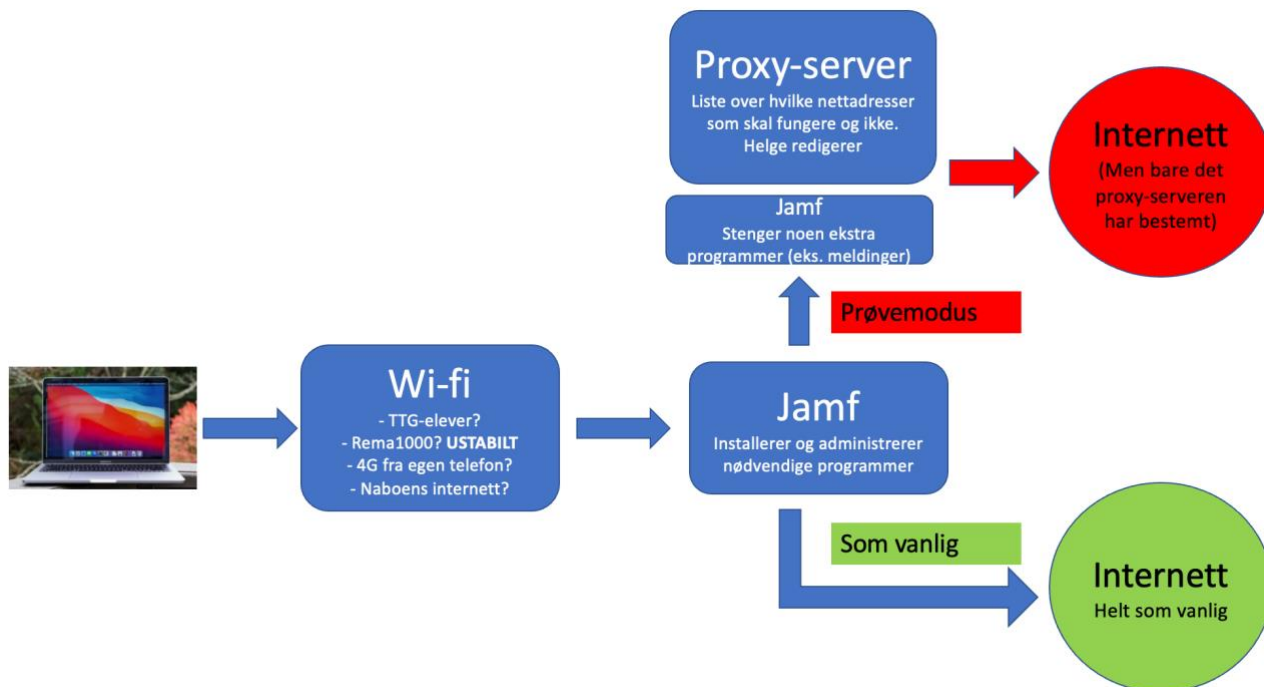 Proxy-server
Liste over hvilke nettadresser
som skal fungere og ikke.
Helge redigerer
Internett
(Men bare det
proxy-serveren
har bestemt)
Jamf
Stenger noen ekstra
programmer (eks. meldinger)
Prøvemodus
Wi-fi
- TTG-elever?
- Rema1000? USTABILT
- 4G fra egen telefon?
- Naboens internett?
Jamf
Installerer og administrerer
nødvendige programmer
Som vanlig
Internett
Helt som vanlig